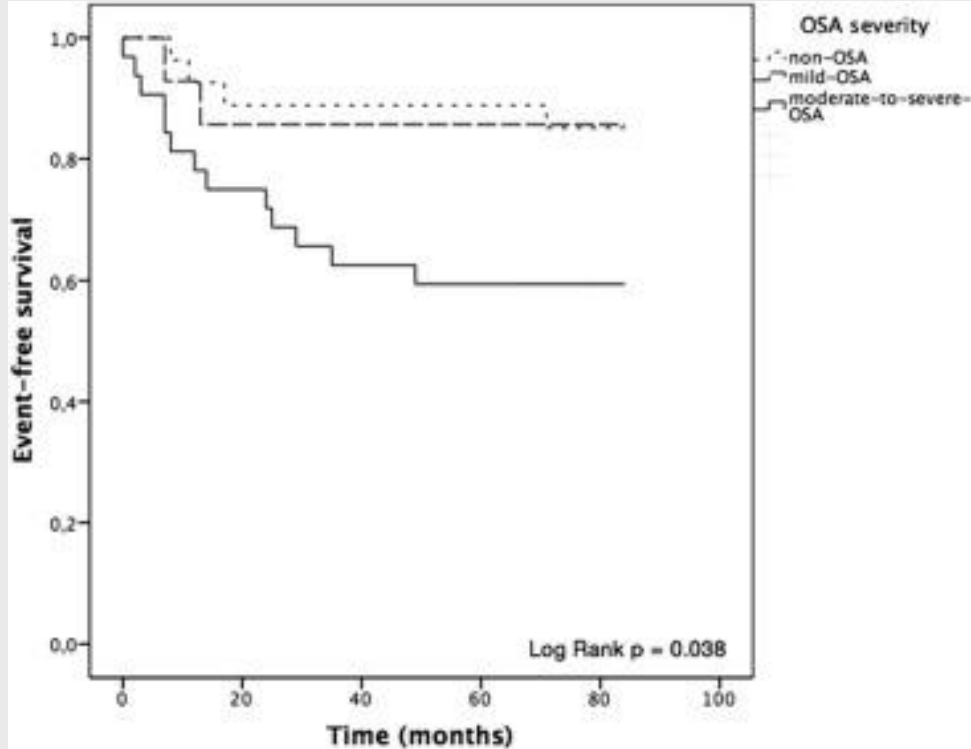 OSA severity
non-OSA
mild-OSA
moderate-to-severe-
OSA
1,0
0,8
0,6
0,4
0,2
0,0
Event-free survival
Log Rank p = 0.038
0 20 40 60 80 100
Time (months)